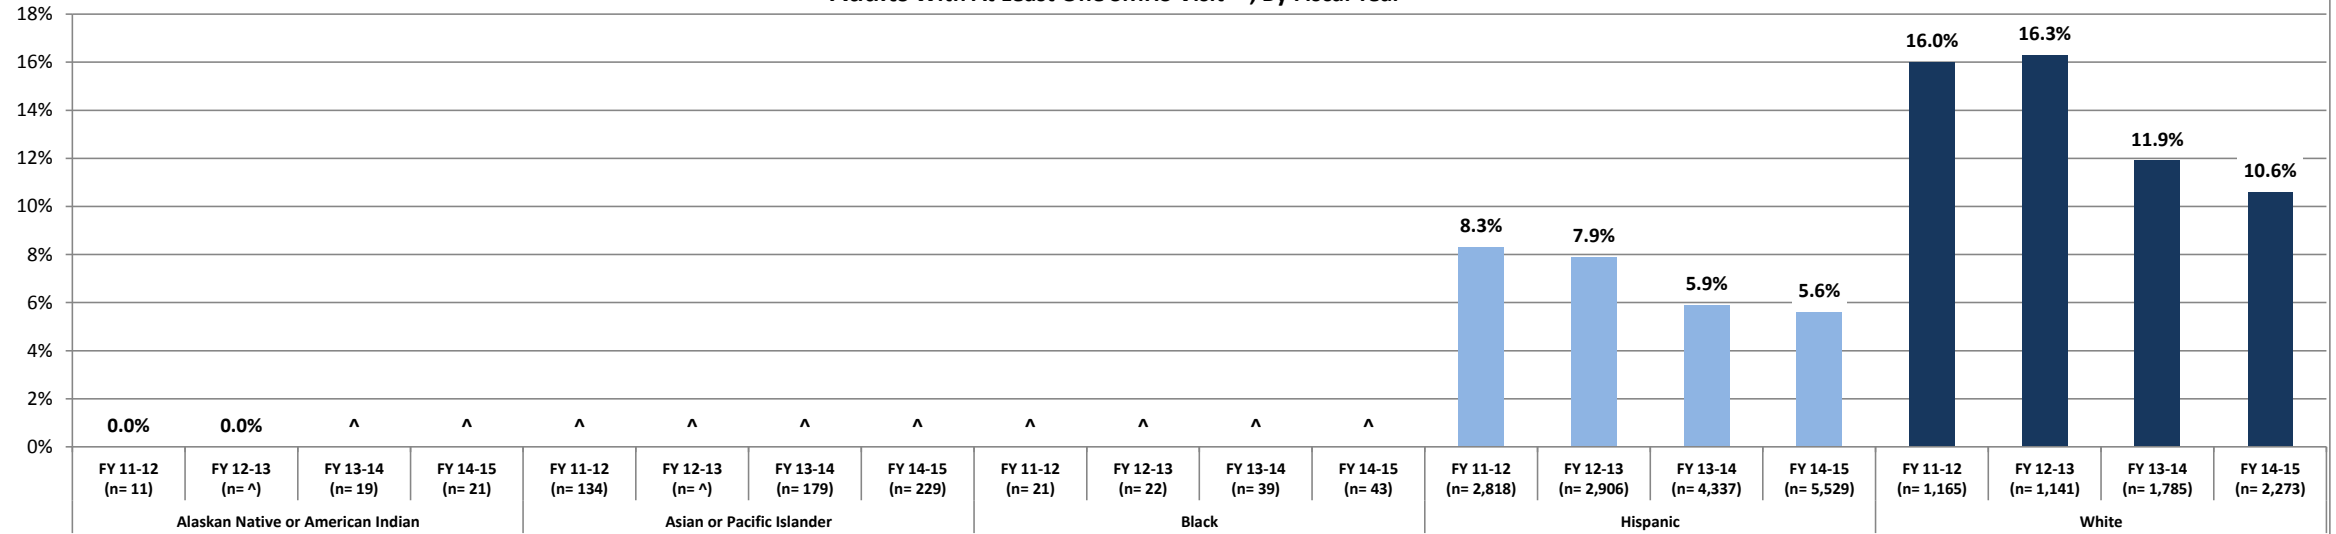 18%
16%
14%
12%
10%
8%
6%
4%
2%
0%
0.0% 0.0% ^ ^ ^ ^ ^ ^ ^ ^ ^ ^ 8.3% 7.9% 5.9% 5.6% 16.0% 16.3% 11.9% 10.6%
FY 11-12 FY 12-13 FY 13-14 FY 14-15 FY 11-12 FY 12-13 FY 13-14 FY 14-15 FY 11-12 FY 12-13 FY 13-14 FY 14-15 FY 11-12 FY 12-13 FY 13-14 FY 14-15 FY 11-12 FY 12-13 FY 13-14 FY 14-15
(n= 11) (n= ^) (n= 19) (n= 21) (n= 134) (n= ^) (n= 179) (n= 229) (n= 21) (n= 22) (n= 39) (n= 43) (n= 2,818) (n= 2,906) (n= 4,337) (n= 5,529) (n= 1,165) (n= 1,141) (n= 1,785) (n= 2,273)
Alaskan Native or American Indian Asian or Pacific Islander Black Hispanic White